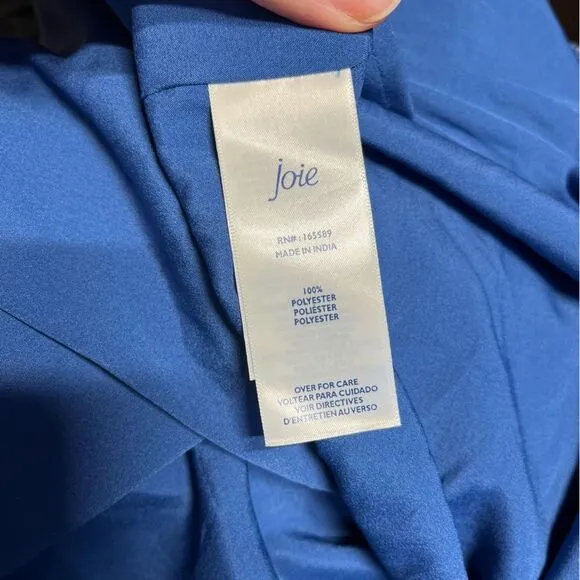 joie
RN#: 165589
MADE IN INDIA
100%
POLYESTER
POLIÉSTER
POLYESTER
OVER FOR CARE
VOLTEAR PARA CUIDADO
VOIR DIRECTIVES
D'ENTRETIEN AU VERSO